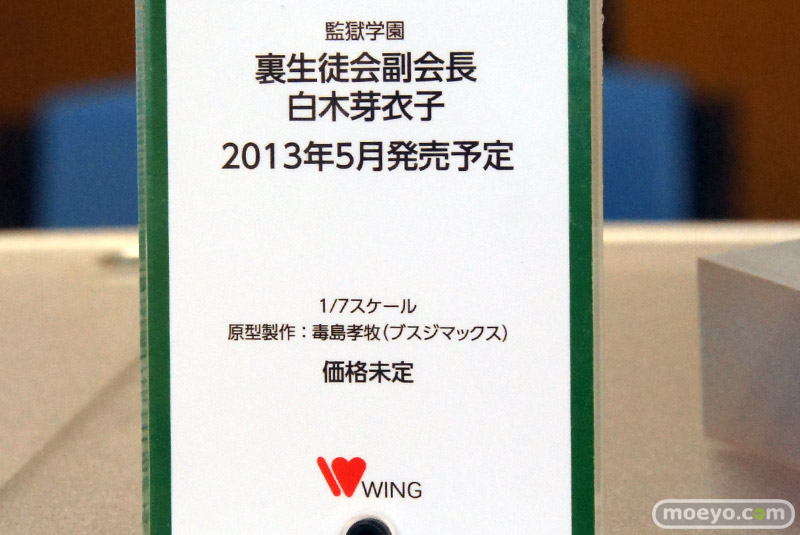 監獄学園
裏生徒会副会長
白木芽衣子
2013年5月発売予定
1/7スケール
原型製作：毒島孝牧（ブスジマックス）
価格未定
WING
moeyo.com